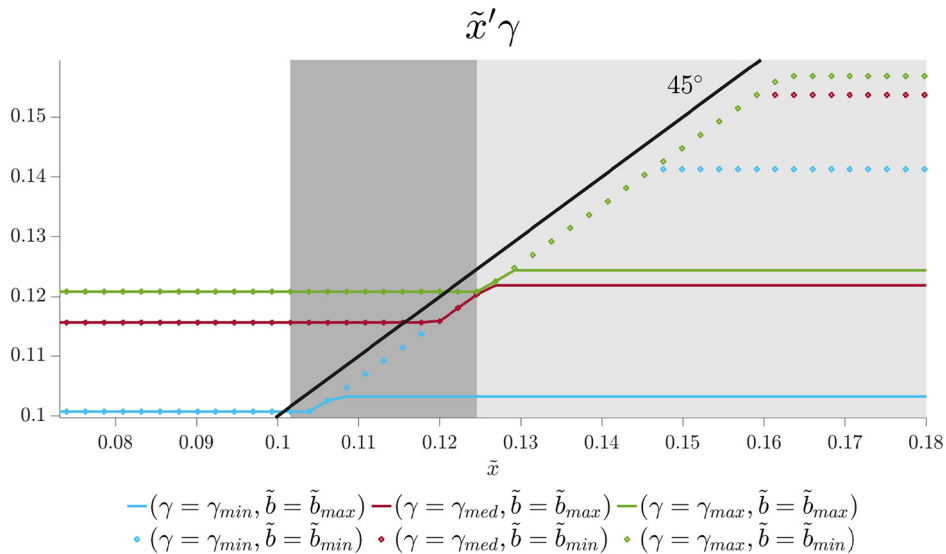 x̃′γ
45°
0.15
0.14
0.13
0.12
0.11
0.1
0.08 0.09 0.1 0.11 0.12 0.13 0.14 0.15 0.16 0.17 0.18
x̃
(γ = γmin, b̃ = b̃max) (γ = γmed, b̃ = b̃max) (γ = γmax, b̃ = b̃max)
(γ = γmin, b̃ = b̃min) (γ = γmed, b̃ = b̃min) (γ = γmax, b̃ = b̃min)